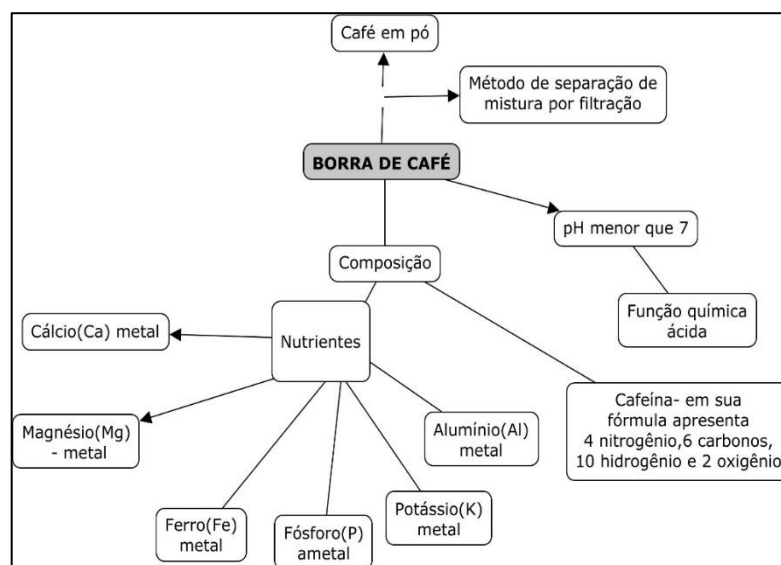 Café em pó
Método de separação de
mistura por filtração
BORRA DE CAFÉ
pH menor que 7
Composição
Função química
ácida
Cálcio(Ca) metal
Nutrientes
Cafeína- em sua
fórmula apresenta
4 nitrogênio,6 carbonos,
10 hidrogênio e 2 oxigênio
Magnésio(Mg)
- metal
Alumínio(Al)
metal
Ferro(Fe)
metal
Fósforo(P)
ametal
Potássio(K)
metal